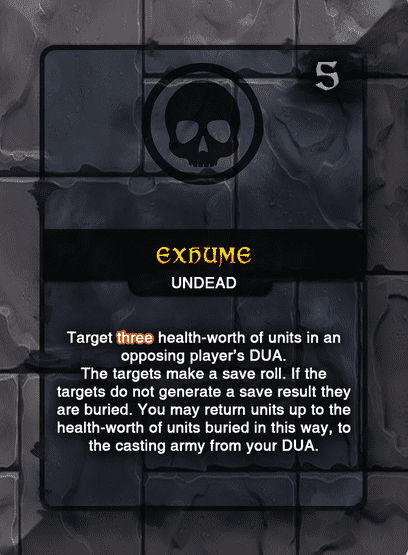 5
EXHUME
UNDEAD
Target three health-worth of units in an
opposing player's DUA.
The targets make a save roll. If the
targets do not generate a save result they
are buried. You may return units up to the
health-worth of units buried in this way, to
the casting army from your DUA.